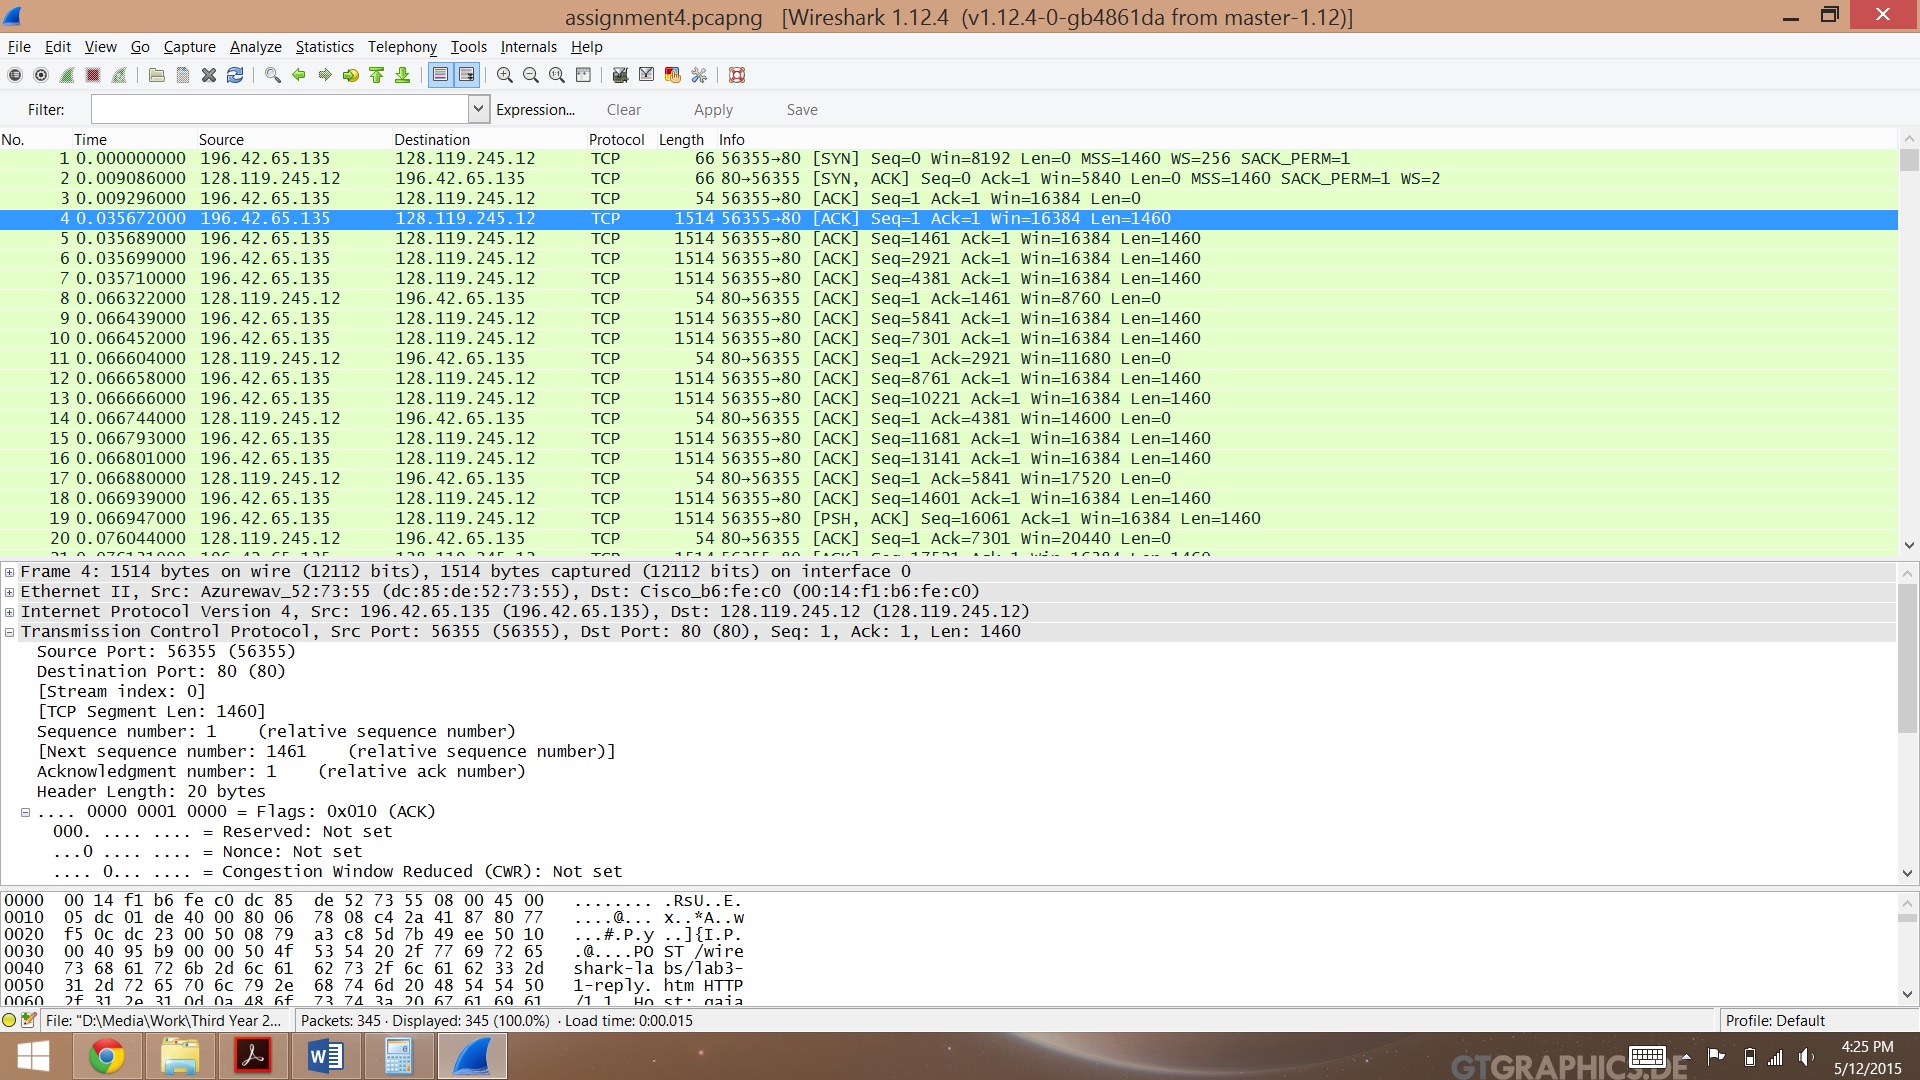 assignment4.pcapng [Wireshark 1.12.4 (v1.12.4-0-gb4861da from master-1.12)]
File Edit View Go Capture Analyze Statistics Telephony Tools Internals Help
Filter: Expression... Clear Apply Save
No. Time Source Destination Protocol Length Info
1 0.000000000 196.42.65.135 128.119.245.12 TCP 66 56355→80 [SYN] Seq=0 Win=8192 Len=0 MSS=1460 WS=256 SACK_PERM=1
2 0.009086000 128.119.245.12 196.42.65.135 TCP 66 80→56355 [SYN, ACK] Seq=0 Ack=1 Win=5840 Len=0 MSS=1460 SACK_PERM=1 WS=2
3 0.009296000 196.42.65.135 128.119.245.12 TCP 54 56355→80 [ACK] Seq=1 Ack=1 Win=16384 Len=0
4 0.035672000 196.42.65.135 128.119.245.12 TCP 1514 56355→80 [ACK] Seq=1 Ack=1 Win=16384 Len=1460
5 0.035689000 196.42.65.135 128.119.245.12 TCP 1514 56355→80 [ACK] Seq=1461 Ack=1 Win=16384 Len=1460
6 0.035699000 196.42.65.135 128.119.245.12 TCP 1514 56355→80 [ACK] Seq=2921 Ack=1 Win=16384 Len=1460
7 0.035710000 196.42.65.135 128.119.245.12 TCP 1514 56355→80 [ACK] Seq=4381 Ack=1 Win=16384 Len=1460
8 0.066322000 128.119.245.12 196.42.65.135 TCP 54 80→56355 [ACK] Seq=1 Ack=1461 Win=8760 Len=0
9 0.066439000 196.42.65.135 128.119.245.12 TCP 1514 56355→80 [ACK] Seq=5841 Ack=1 Win=16384 Len=1460
10 0.066452000 196.42.65.135 128.119.245.12 TCP 1514 56355→80 [ACK] Seq=7301 Ack=1 Win=16384 Len=1460
11 0.066604000 128.119.245.12 196.42.65.135 TCP 54 80→56355 [ACK] Seq=1 Ack=2921 Win=11680 Len=0
12 0.066658000 196.42.65.135 128.119.245.12 TCP 1514 56355→80 [ACK] Seq=8761 Ack=1 Win=16384 Len=1460
13 0.066666000 196.42.65.135 128.119.245.12 TCP 1514 56355→80 [ACK] Seq=10221 Ack=1 Win=16384 Len=1460
14 0.066744000 128.119.245.12 196.42.65.135 TCP 54 80→56355 [ACK] Seq=1 Ack=4381 Win=14600 Len=0
15 0.066793000 196.42.65.135 128.119.245.12 TCP 1514 56355→80 [ACK] Seq=11681 Ack=1 Win=16384 Len=1460
16 0.066801000 196.42.65.135 128.119.245.12 TCP 1514 56355→80 [ACK] Seq=13141 Ack=1 Win=16384 Len=1460
17 0.066880000 128.119.245.12 196.42.65.135 TCP 54 80→56355 [ACK] Seq=1 Ack=5841 Win=17520 Len=0
18 0.066939000 196.42.65.135 128.119.245.12 TCP 1514 56355→80 [ACK] Seq=14601 Ack=1 Win=16384 Len=1460
19 0.066947000 196.42.65.135 128.119.245.12 TCP 1514 56355→80 [PSH, ACK] Seq=16061 Ack=1 Win=16384 Len=1460
20 0.076044000 128.119.245.12 196.42.65.135 TCP 54 80→56355 [ACK] Seq=1 Ack=7301 Win=20440 Len=0
Frame 4: 1514 bytes on wire (12112 bits), 1514 bytes captured (12112 bits) on interface 0
Ethernet II, Src: Azurewav_52:73:55 (dc:85:de:52:73:55), Dst: Cisco_b6:fe:c0 (00:14:f1:b6:fe:c0)
Internet Protocol Version 4, Src: 196.42.65.135 (196.42.65.135), Dst: 128.119.245.12 (128.119.245.12)
Transmission Control Protocol, Src Port: 56355 (56355), Dst Port: 80 (80), Seq: 1, Ack: 1, Len: 1460
Source Port: 56355 (56355)
Destination Port: 80 (80)
[Stream index: 0]
[TCP Segment Len: 1460]
Sequence number: 1 (relative sequence number)
[Next sequence number: 1461 (relative sequence number)]
Acknowledgment number: 1 (relative ack number)
Header Length: 20 bytes
.... 0000 0001 0000 = Flags: 0x010 (ACK)
000. .... .... = Reserved: Not set
...0 .... .... = Nonce: Not set
.... 0... .... = Congestion Window Reduced (CWR): Not set
0000 00 14 f1 b6 fe c0 dc 85 de 52 73 55 08 00 45 00 ........ .RsU..E.
0010 05 dc 01 de 40 00 80 06 78 08 c4 2a 41 87 80 77 ....@... x..*A..w
0020 f5 0c dc 23 00 50 08 79 a3 c8 5d 7b 49 ee 50 10 ...#.P.y ..]{I.P.
0030 00 40 95 b9 00 00 50 4f 53 54 20 2f 77 69 72 65 .@....PO ST /wire
0040 73 68 61 72 6b 2d 6c 61 62 73 2f 6c 61 62 33 2d shark-la bs/lab3-
0050 31 2d 72 65 70 6c 79 2e 68 74 6d 20 48 54 54 50 1-reply. htm HTTP
0060 2f 31 2e 31 0d 0a 48 6f 73 74 3a 20 67 61 69 61 /1.1..Ho st: gaia
File: "D:\Media\Work\Third Year 2... Packets: 345 · Displayed: 345 (100.0%) · Load time: 0:00.015 Profile: Default
GTGRAPHICS.DE
4:25 PM
5/12/2015